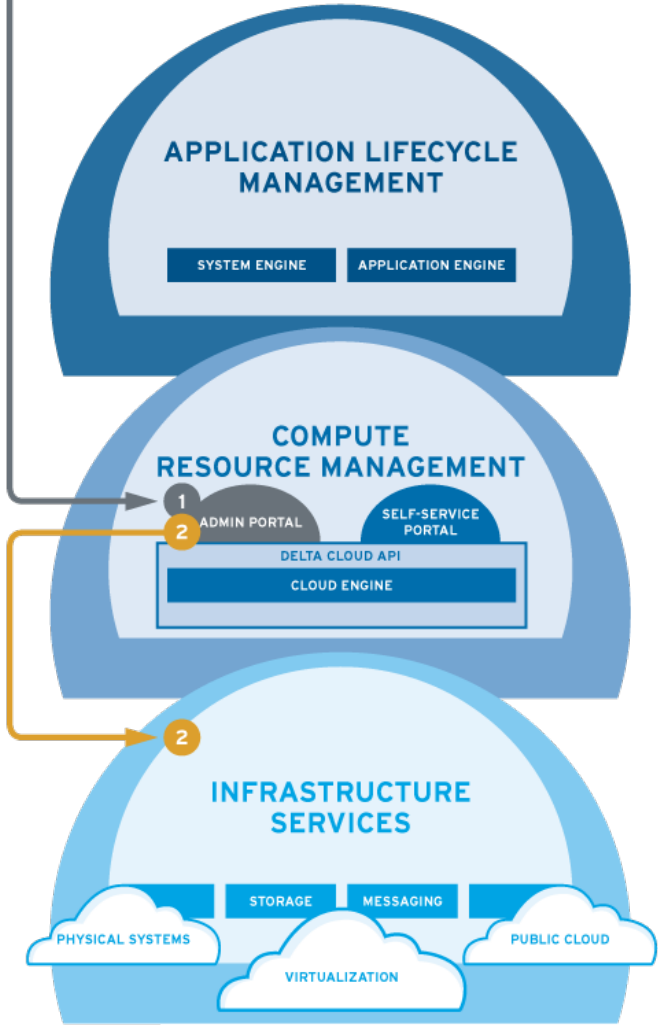 APPLICATION LIFECYCLE
MANAGEMENT
SYSTEM ENGINE
APPLICATION ENGINE
COMPUTE
RESOURCE MANAGEMENT
1
ADMIN PORTAL
2
SELF-SERVICE
PORTAL
DELTA CLOUD API
CLOUD ENGINE
2
INFRASTRUCTURE
SERVICES
STORAGE
MESSAGING
PHYSICAL SYSTEMS
VIRTUALIZATION
PUBLIC CLOUD